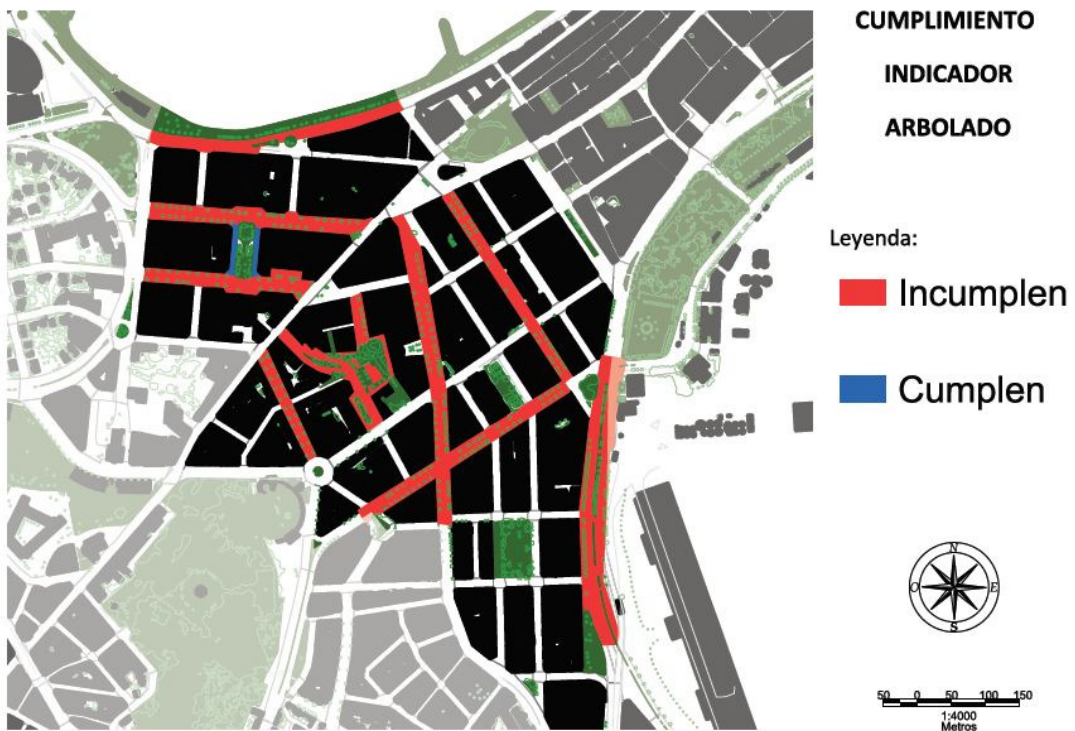 CUMPLIMIENTO
INDICADOR
ARBOLADO
Leyenda:
Incumplen
Cumplen
N
O
E
S
50 0 50 100 150
1:4000
Metros